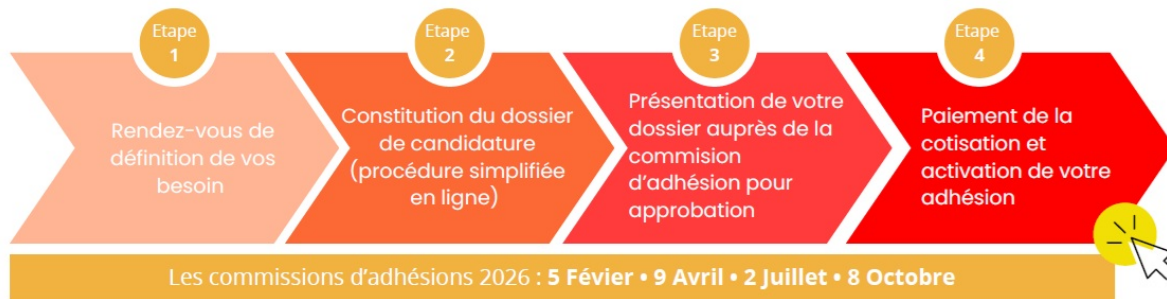 Etape
1
Rendez-vous de
définition de vos
besoin
Etape
2
Constitution du dossier
de candidature
(procédure simplifiée
en ligne)
Etape
3
Présentation de votre
dossier auprès de la
commision
d'adhésion pour
approbation
Etape
4
Paiement de la
cotisation et
activation de votre
adhésion
Les commissions d'adhésions 2026 : 5 Févier • 9 Avril • 2 Juillet • 8 Octobre